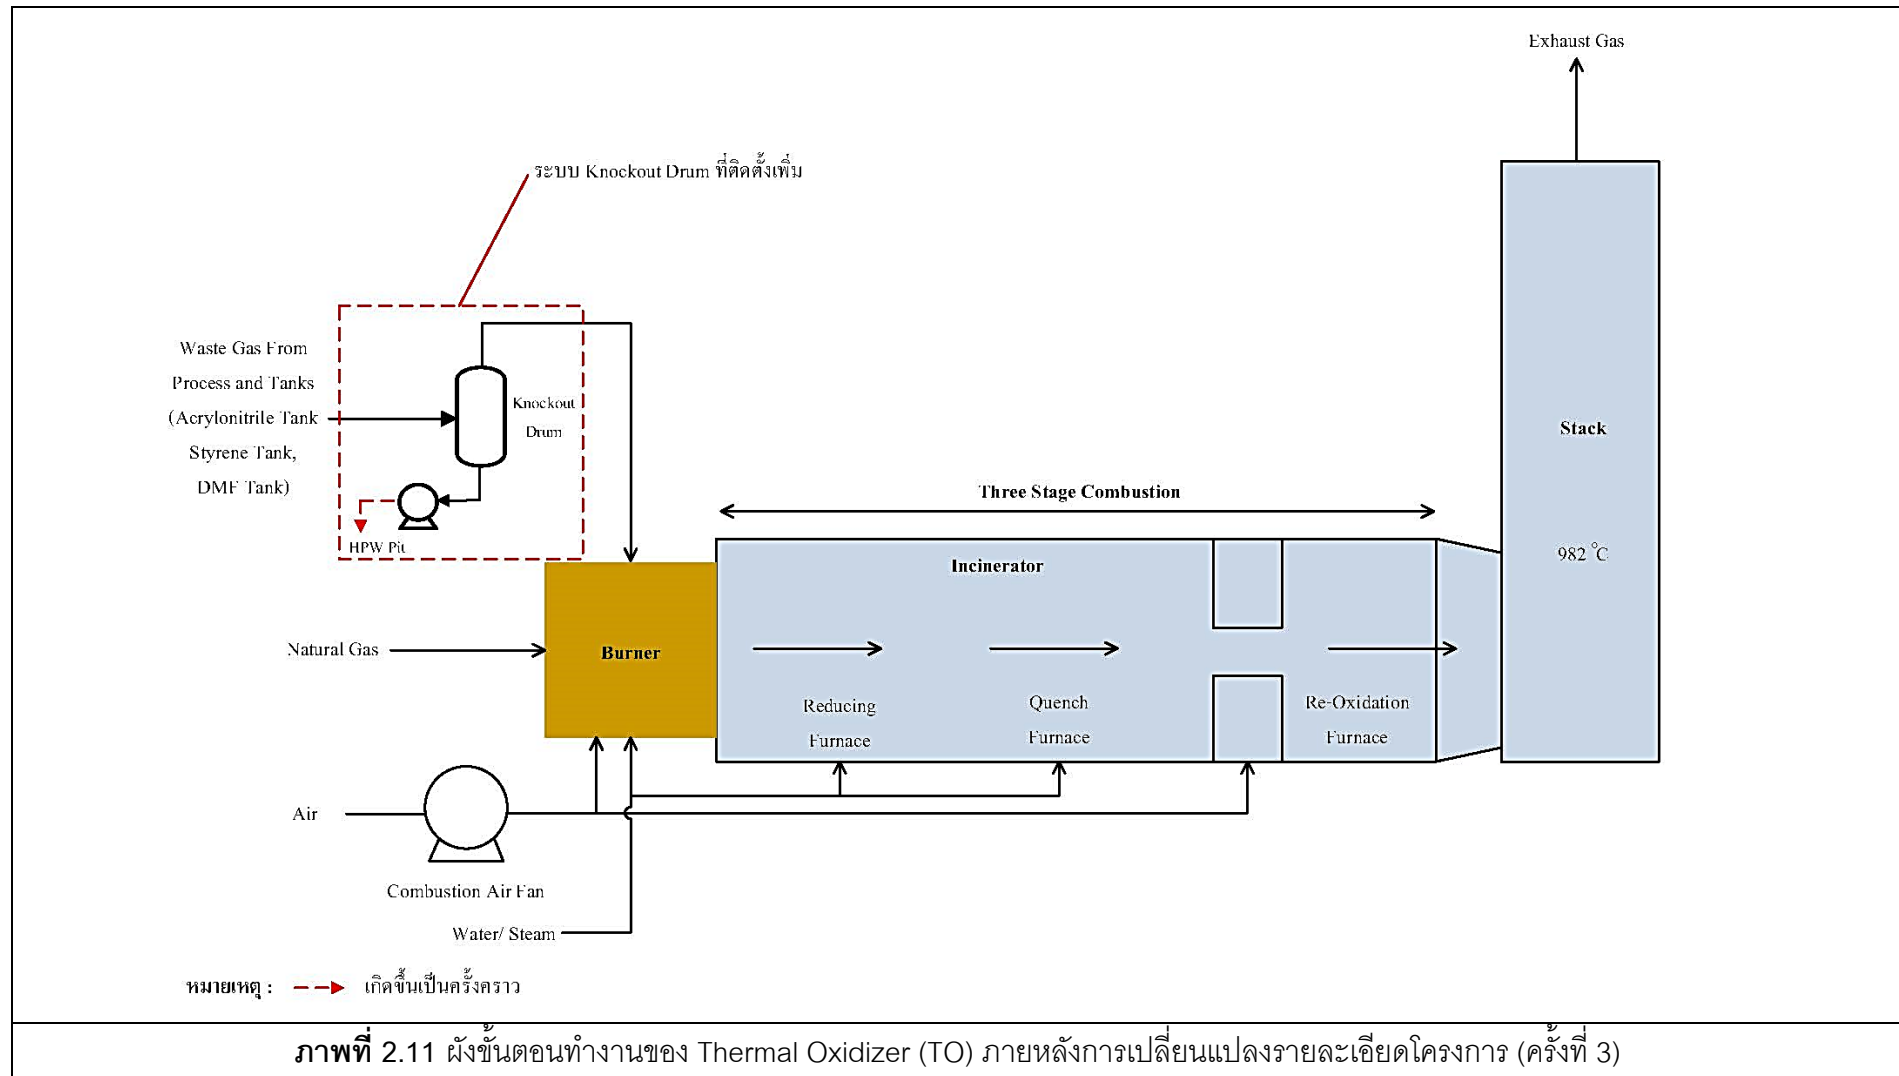 Exhaust Gas
ระบบ Knockout Drum ที่ติดตั้งเพิ่ม
Waste Gas From
Process and Tanks
(Acrylonitrile Tank
Styrene Tank,
DMF Tank)
Knockout
Drum
HPW Pit
Stack
982 °C
Three Stage Combustion
Incinerator
Natural Gas
Burner
Reducing
Furnace
Quench
Furnace
Re-Oxidation
Furnace
Air
Combustion Air Fan
Water/ Steam
หมายเหตุ : เกิดขึ้นเป็นครั้งคราว
ภาพที่ 2.11 ผังขั้นตอนทำงานของ Thermal Oxidizer (TO) ภายหลังการเปลี่ยนแปลงรายละเอียดโครงการ (ครั้งที่ 3)